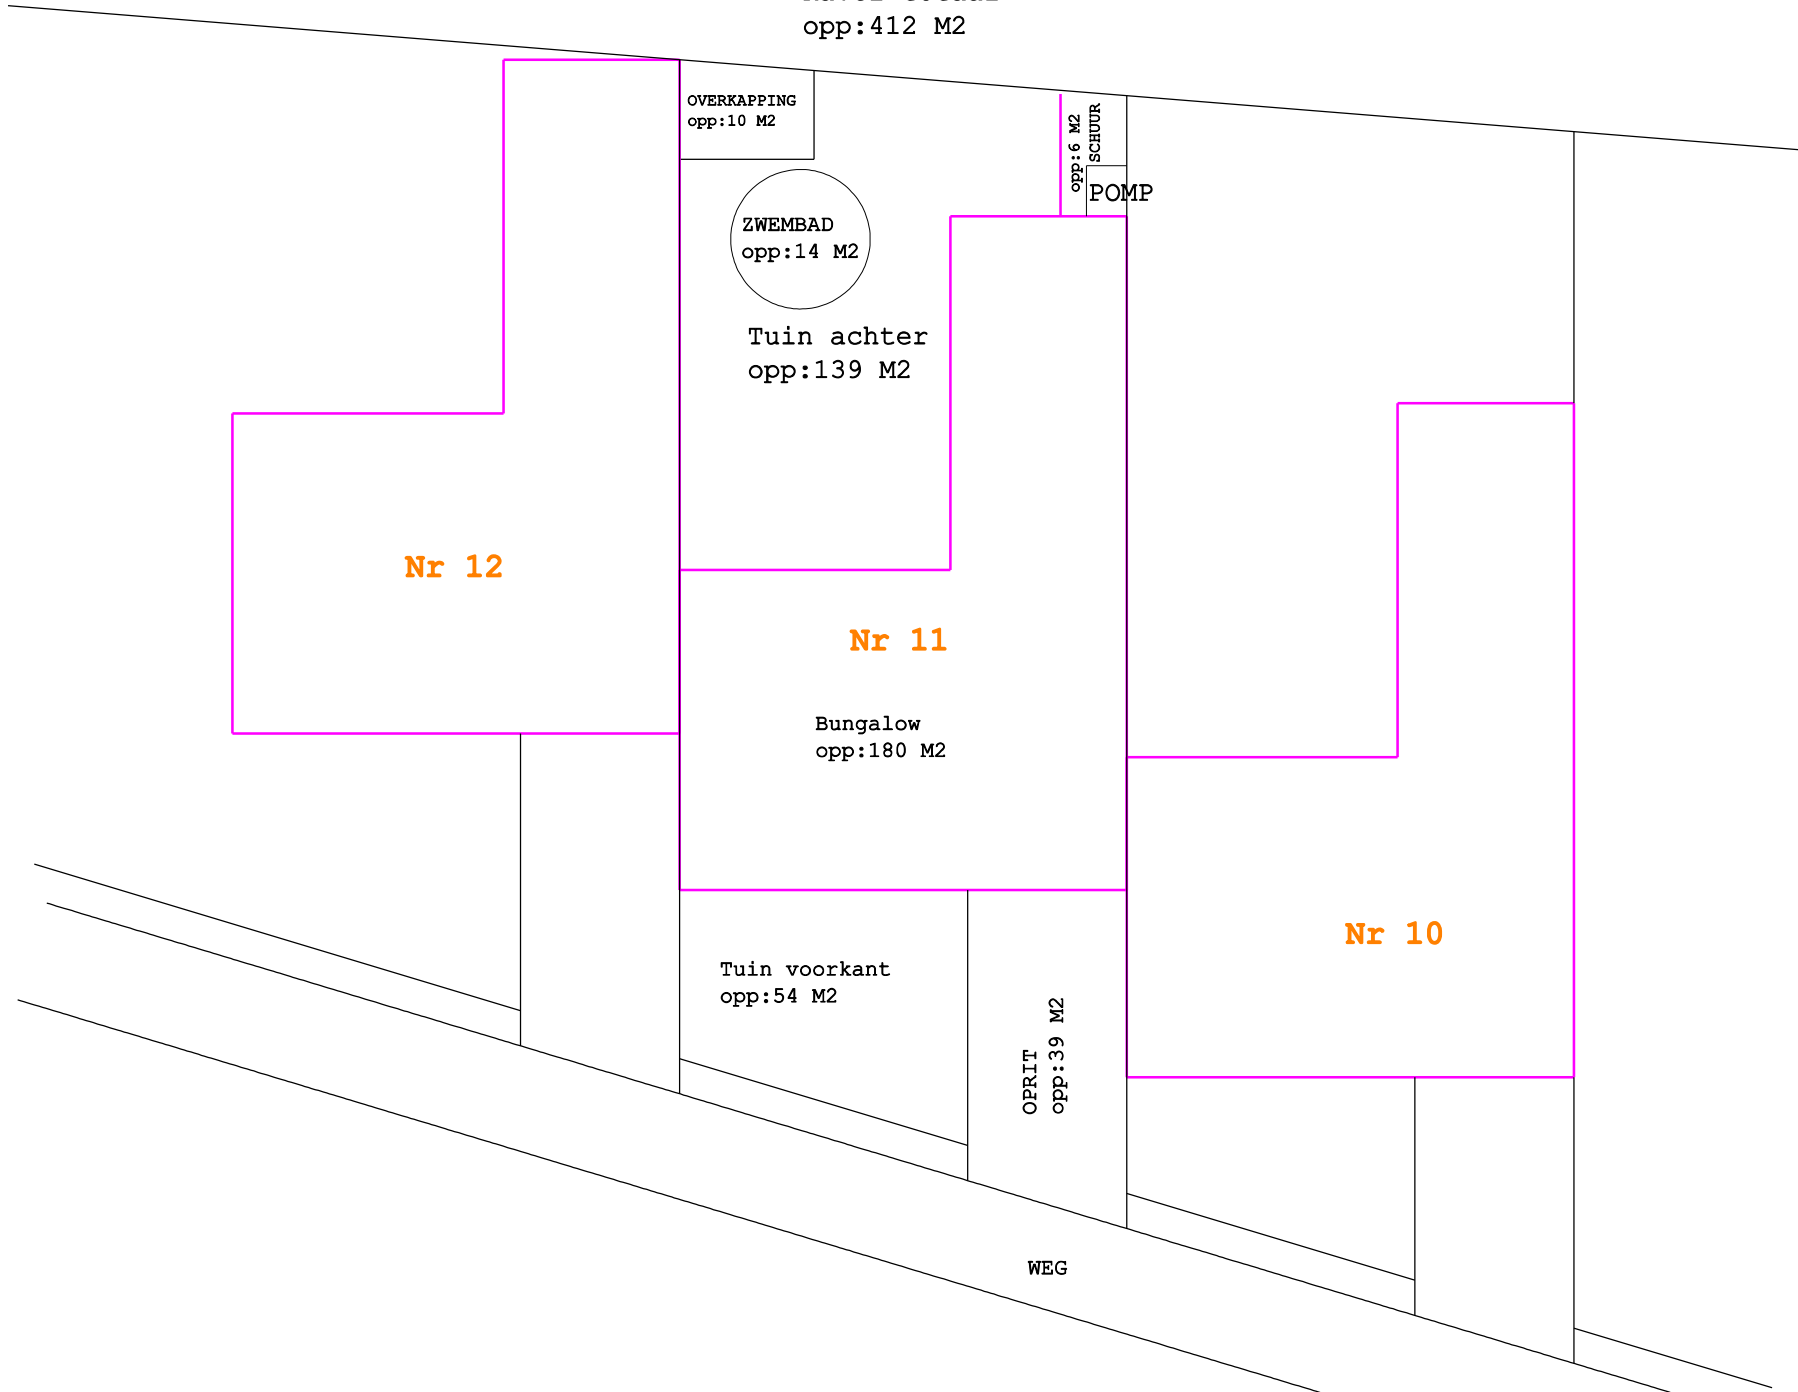 opp:412 M2
OVERKAPPING
opp:10 M2
opp:6 M2
SCHUUR
POMP
ZWEMBAD
opp:14 M2
Tuin achter
opp:139 M2
Nr 12
Nr 11
Bungalow
opp:180 M2
Nr 10
Tuin voorkant
opp:54 M2
OPRIT
opp:39 M2
WEG